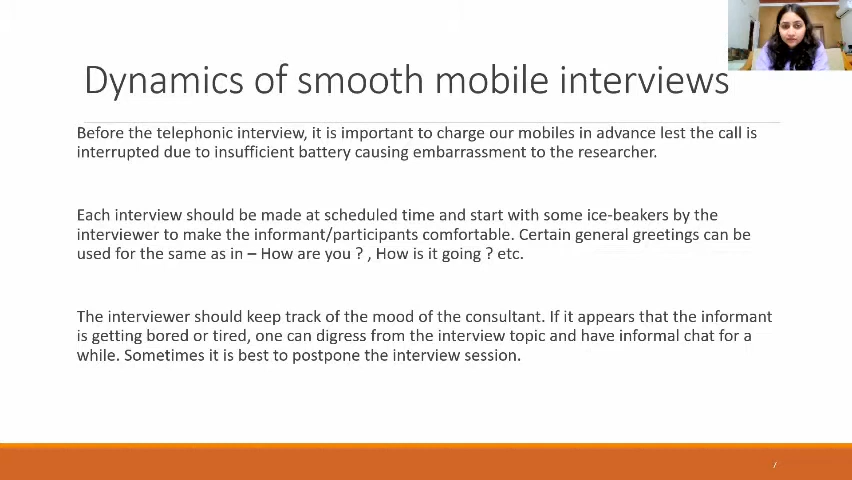 Dynamics of smooth mobile interviews
Before the telephonic interview, it is important to charge our mobiles in advance lest the call is
interrupted due to insufficient battery causing embarrassment to the researcher.
Each interview should be made at scheduled time and start with some ice-beakers by the
interviewer to make the informant/participants comfortable. Certain general greetings can be
used for the same as in – How are you ? , How is it going ? etc.
The interviewer should keep track of the mood of the consultant. If it appears that the informant
is getting bored or tired, one can digress from the interview topic and have informal chat for a
while. Sometimes it is best to postpone the interview session.
7